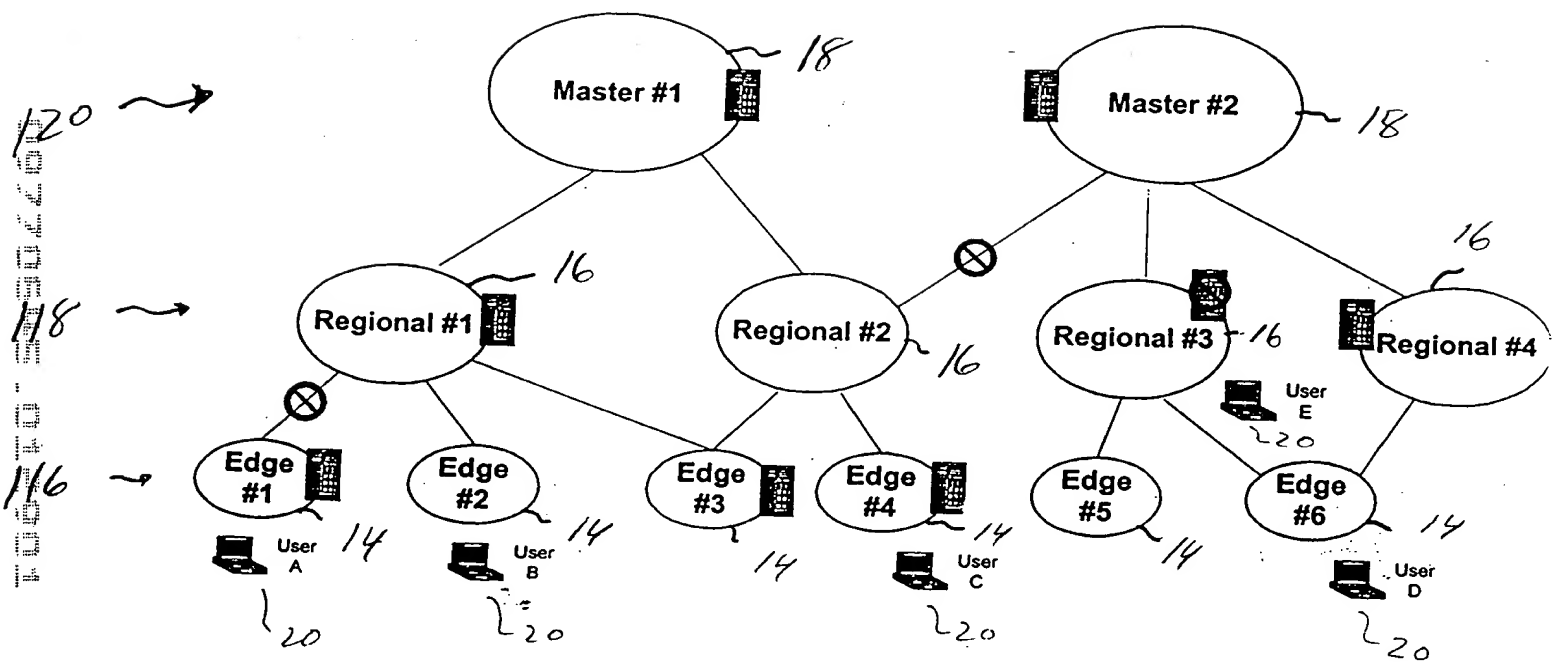 18
Master #1
Master #2
18
120
16
16
Regional #1
Regional #2
16
Regional #3
16
Regional #4
118
User
E
20
Edge
#1
Edge
#2
Edge
#3
Edge
#4
Edge
#5
Edge
#6
116
14
14
14
14
14
14
User
A
User
B
User
C
User
D
20
20
20
20